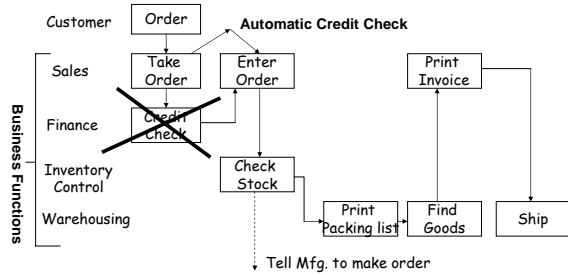 Customer
Order
Automatic Credit Check
Sales
Take
Order
Enter
Order
Print
Invoice
Business Functions
Finance
Credit
Check
Inventory
Control
Check
Stock
Warehousing
Print
Packing list
Find
Goods
Ship
Tell Mfg. to make order